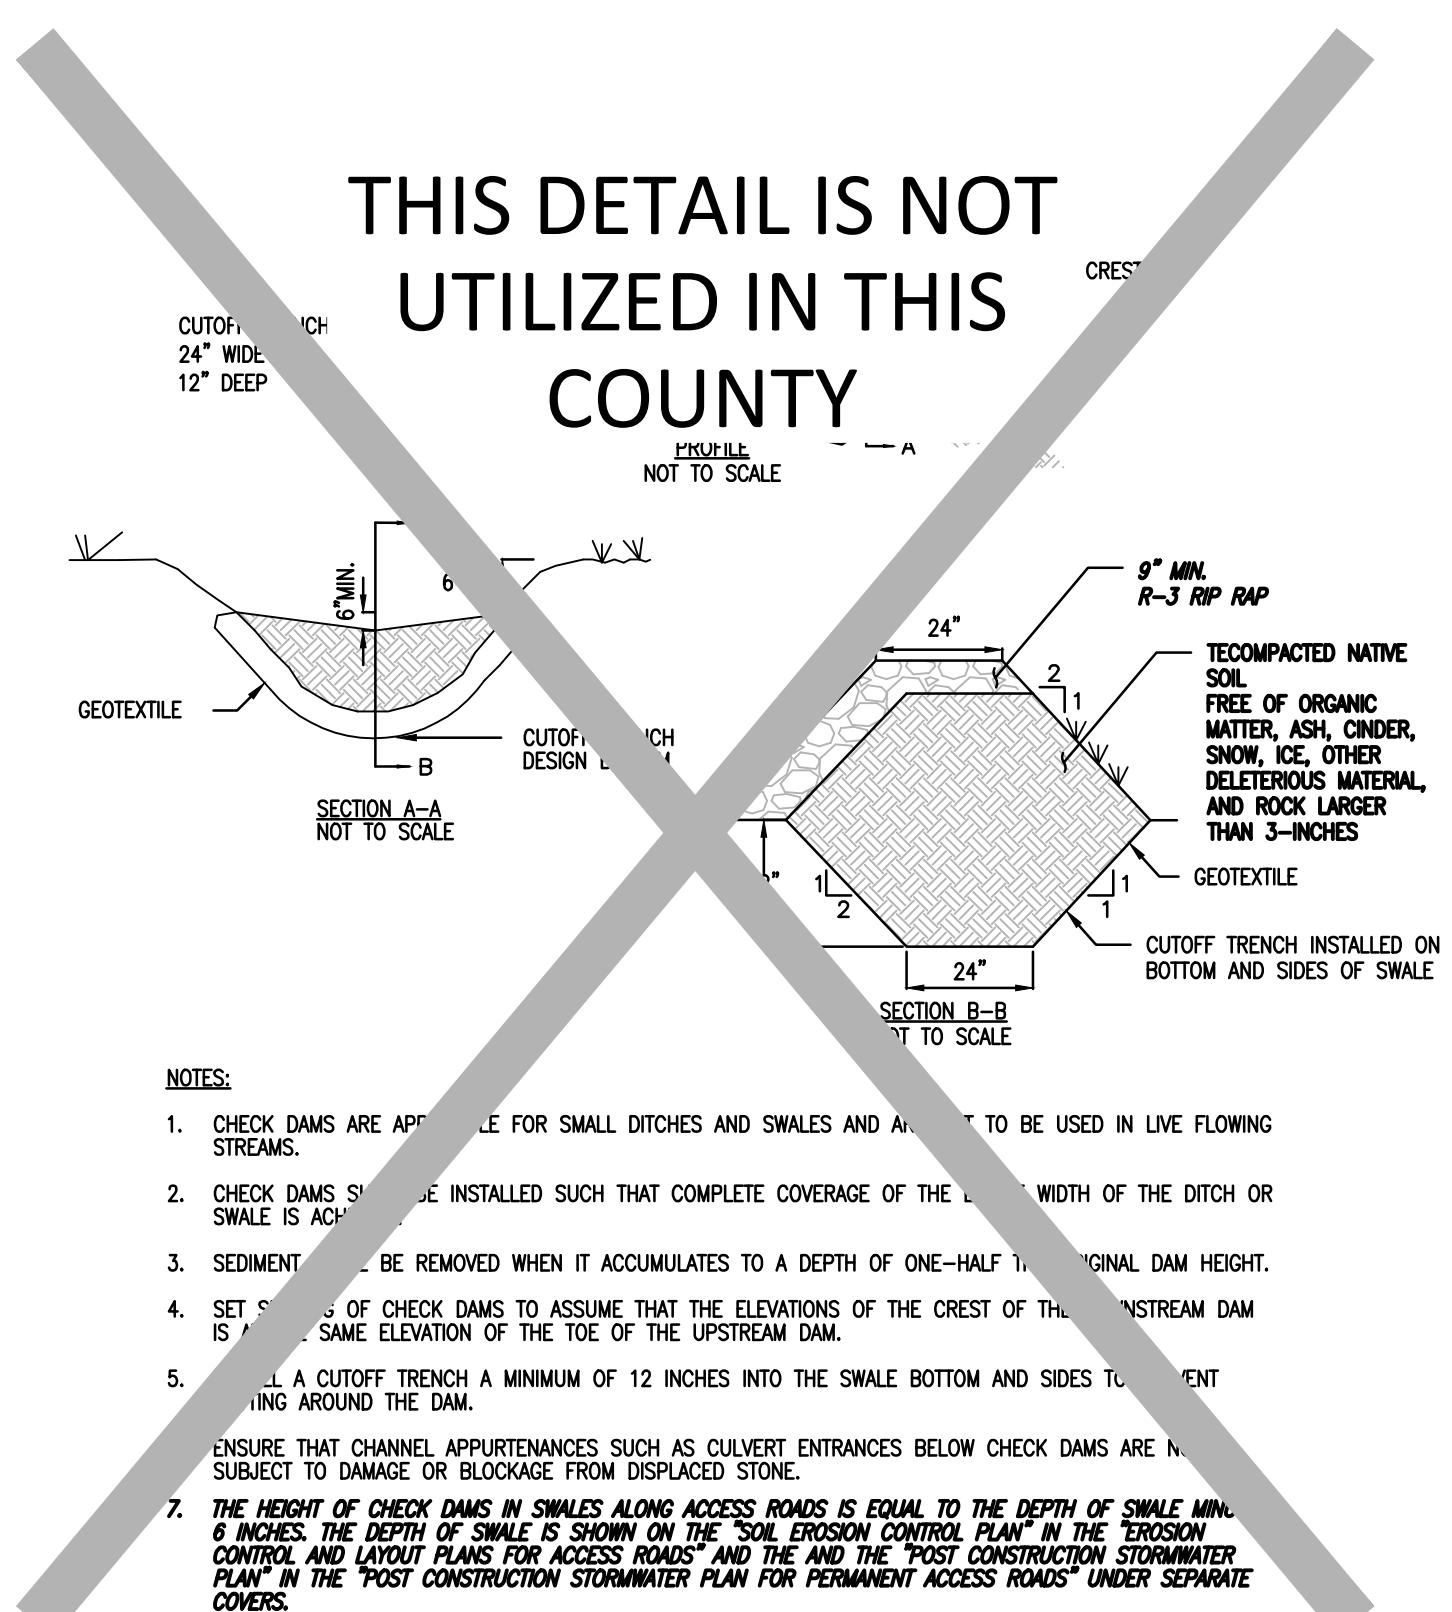 THIS DETAIL IS NOT
UTILIZED IN THIS
COUNTY
CREST
24" WIDE
12" DEEP
PROFILE
NOT TO SCALE
A
6"MIN.
6
GEOTEXTILE
B
DESIGN
SECTION A-A
NOT TO SCALE
9" MIN.
R-3 RIP RAP
24"
2
1
TECOMPACTED NATIVE
SOIL
FREE OF ORGANIC
MATTER, ASH, CINDER,
SNOW, ICE, OTHER
DELETERIOUS MATERIAL,
AND ROCK LARGER
THAN 3-INCHES
GEOTEXTILE
1
2
1
1
CUTOFF TRENCH INSTALLED ON
BOTTOM AND SIDES OF SWALE
24"
SECTION B-B
TO SCALE
NOTES:
1. CHECK DAMS ARE FOR SMALL DITCHES AND SWALES AND TO BE USED IN LIVE FLOWING
STREAMS.
2. CHECK DAMS INSTALLED SUCH THAT COMPLETE COVERAGE OF THE WIDTH OF THE DITCH OR
SWALE IS
3. SEDIMENT BE REMOVED WHEN IT ACCUMULATES TO A DEPTH OF ONE-HALF DAM HEIGHT.
4. SET OF CHECK DAMS TO ASSUME THAT THE ELEVATIONS OF THE CREST OF THE DAM
IS SAME ELEVATION OF THE TOE OF THE UPSTREAM DAM.
5. A CUTOFF TRENCH A MINIMUM OF 12 INCHES INTO THE SWALE BOTTOM AND SIDES TO
AROUND THE DAM.
ENSURE THAT CHANNEL APPURTENANCES SUCH AS CULVERT ENTRANCES BELOW CHECK DAMS ARE
SUBJECT TO DAMAGE OR BLOCKAGE FROM DISPLACED STONE.
7. THE HEIGHT OF CHECK DAMS IN SWALES ALONG ACCESS ROADS IS EQUAL TO THE DEPTH OF SWALE MINUS
6 INCHES. THE DEPTH OF SWALE IS SHOWN ON THE "SOIL EROSION CONTROL PLAN" IN THE "EROSION
CONTROL AND LAYOUT PLANS FOR ACCESS ROADS" AND THE AND THE "POST CONSTRUCTION STORMWATER
PLAN" IN THE "POST CONSTRUCTION STORMWATER PLAN FOR PERMANENT ACCESS ROADS" UNDER SEPARATE
COVERS.